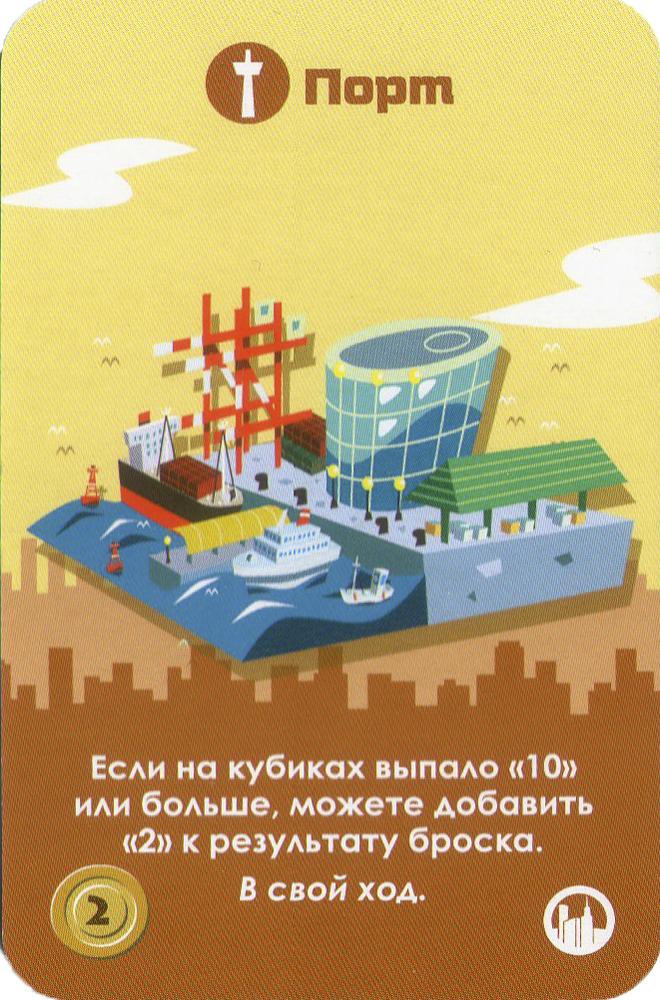 Порт
Если на кубиках выпало «10»
или больше, можете добавить
«2» к результату броска.
В свой ход.
2